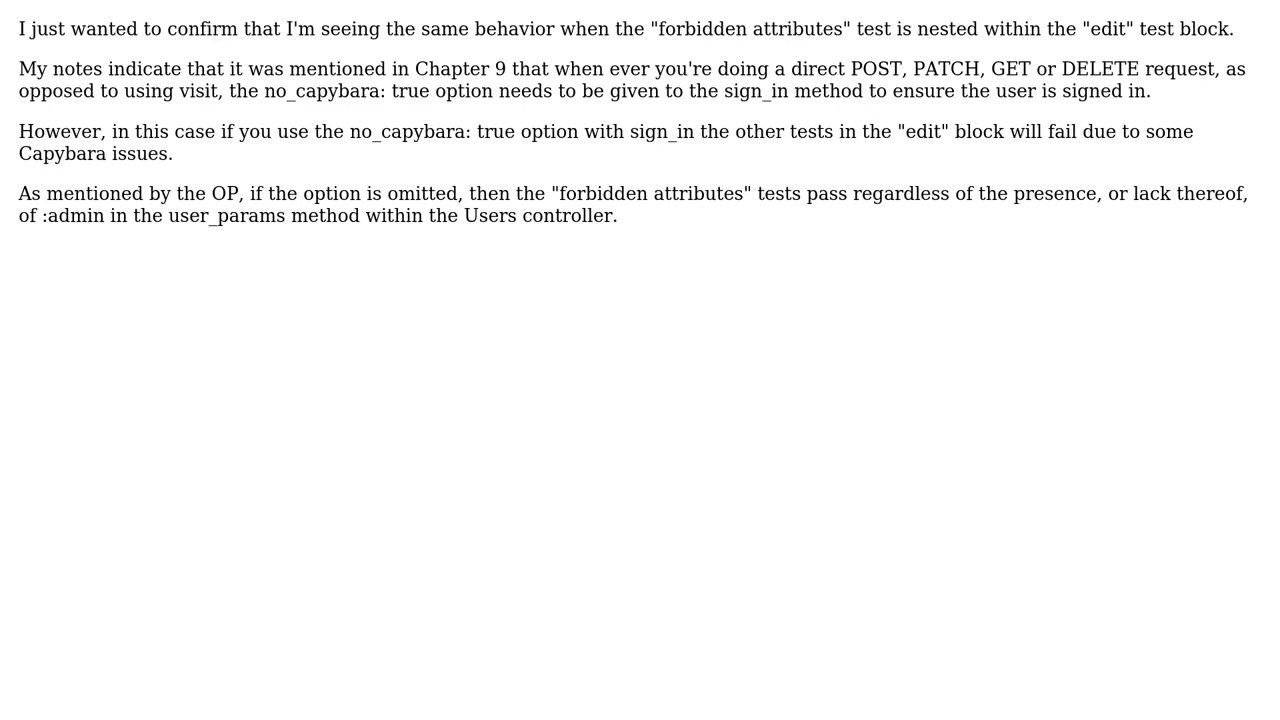 I just wanted to confirm that I'm seeing the same behavior when the "forbidden attributes" test is nested within the "edit" test block.
My notes indicate that it was mentioned in Chapter 9 that when ever you're doing a direct POST, PATCH, GET or DELETE request, as
opposed to using visit, the no_capybara: true option needs to be given to the sign_in method to ensure the user is signed in.
However, in this case if you use the no_capybara: true option with sign_in the other tests in the "edit" block will fail due to some
Capybara issues.
As mentioned by the OP, if the option is omitted, then the "forbidden attributes" tests pass regardless of the presence, or lack thereof,
of :admin in the user_params method within the Users controller.